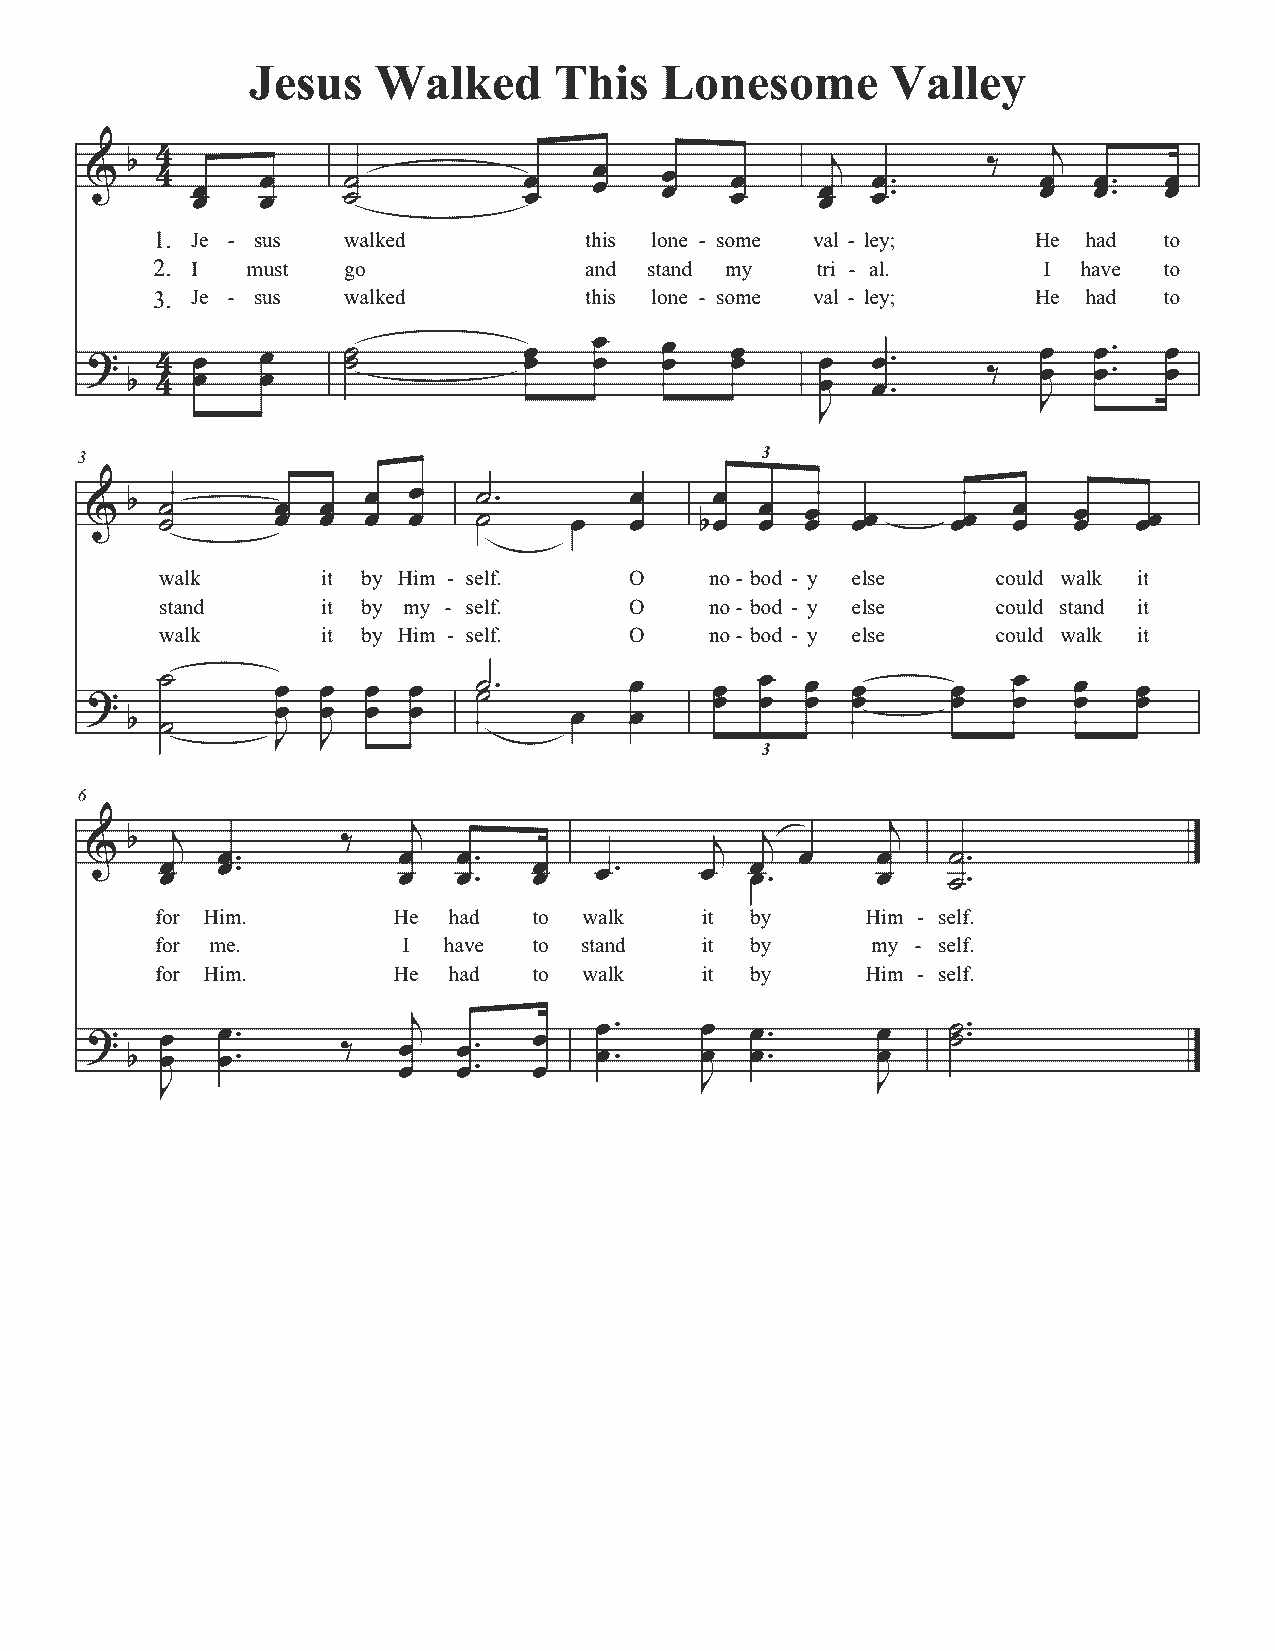 Jesus Walked This Lonesome Valley
1. Je - sus walked this lone - some val - ley; He had to
2. I must go and stand my tri - al. I have to
3. Je - sus walked this lone - some val - ley; He had to
3 3
walk it by Him - self. O no - bod - y else could walk it
stand it by my - self. O no - bod - y else could stand it
walk it by Him - self. O no - bod - y else could walk it
3
6
for Him. He had to walk it by Him - self.
for me. I have to stand it by my - self.
for Him. He had to walk it by Him - self.